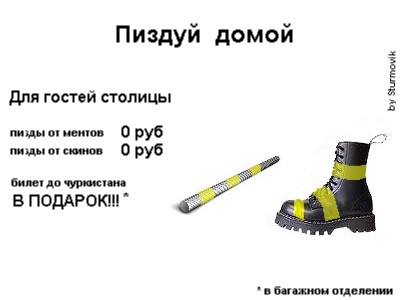 Пиздуй домой
by Sturmovik
Для гостей столицы
пизды от ментов 0 руб
пизды от скинов 0 руб
билет до чуркистана
В ПОДАРОК!!! *
* в багажном отделении